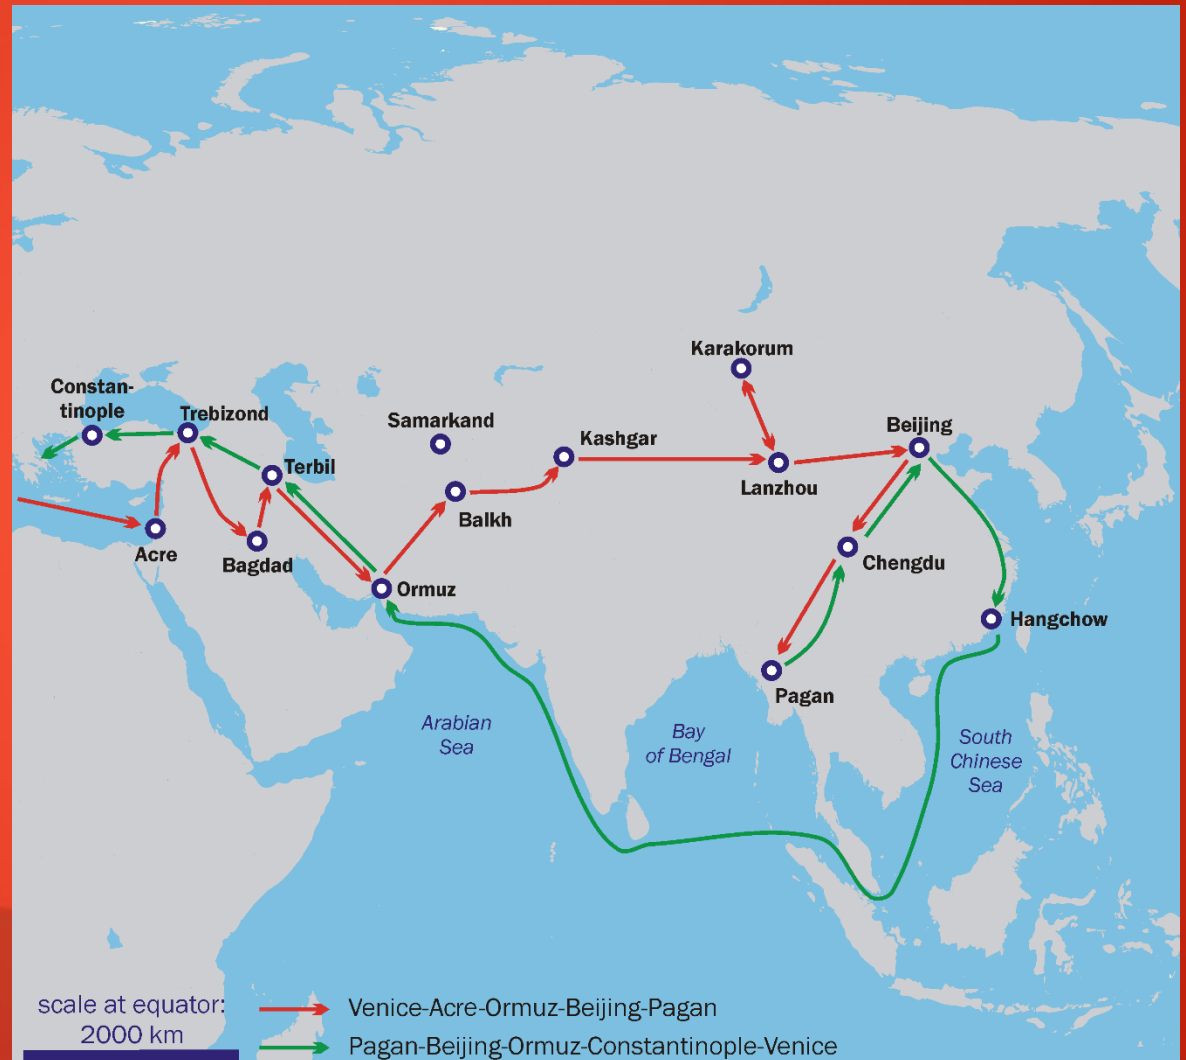 Karakorum
Constan-
tinople
Trebizond
Samarkand
Kashgar
Beijing
Terbil
Lanzhou
Balkh
Acre
Bagdad
Chengdu
Ormuz
Hangchow
Pagan
Arabian
Sea
Bay
of Bengal
South
Chinese
Sea
scale at equator:
2000 km
Venice-Acre-Ormuz-Beijing-Pagan
Pagan-Beijing-Ormuz-Constantinople-Venice